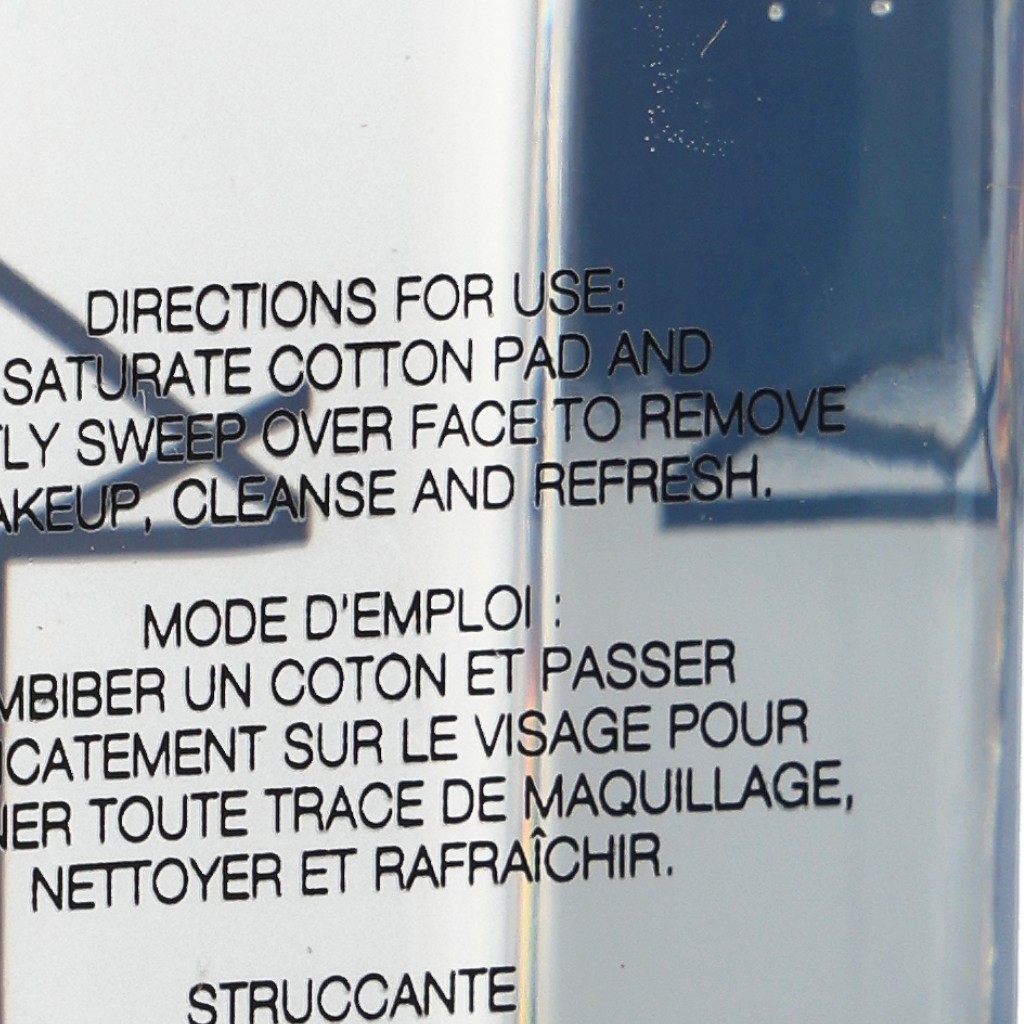 DIRECTIONS FOR USE:
SATURATE COTTON PAD AND
SWEEP OVER FACE TO REMOVE
CLEANSE AND REFRESH.
MODE D'EMPLOI :
UN COTON ET PASSER
SUR LE VISAGE POUR
TOUTE TRACE DE MAQUILLAGE,
NETTOYER ET RAFRAÎCHIR.
STRUCCANTE